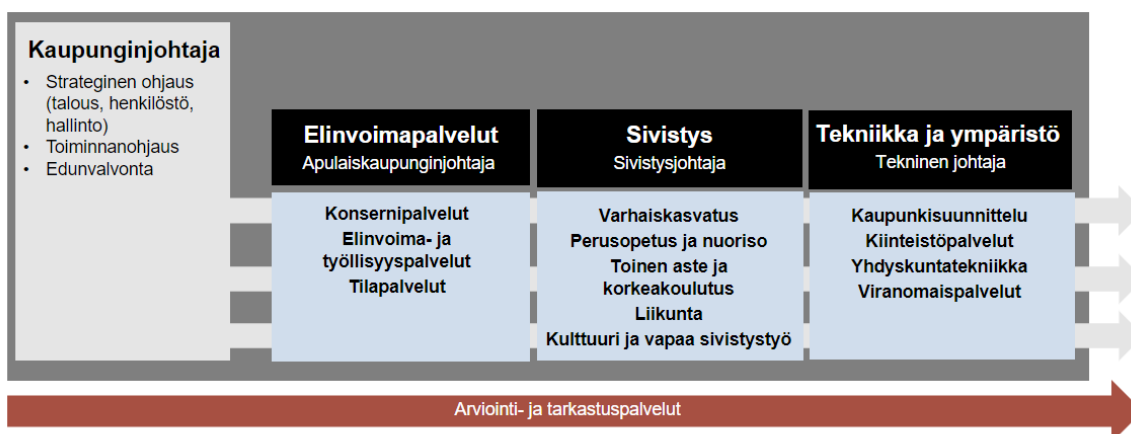 Kaupunginjohtaja
• Strateginen ohjaus
(talous, henkilöstö,
hallinto)
• Toiminnanohjaus
• Edunvalvonta
Elinvoimapalvelut
Apulaiskaupunginjohtaja
Konsernipalvelut
Elinvoima- ja
työllisyyspalvelut
Tilapalvelut
Sivistys
Sivistysjohtaja
Varhaiskasvatus
Perusopetus ja nuoriso
Toinen aste ja
korkeakoulutus
Liikunta
Kulttuuri ja vapaa sivistystyö
Tekniikka ja ympäristö
Tekninen johtaja
Kaupunkisuunnittelu
Kiinteistöpalvelut
Yhdyskuntatekniikka
Viranomaispalvelut
Arviointi- ja tarkastuspalvelut